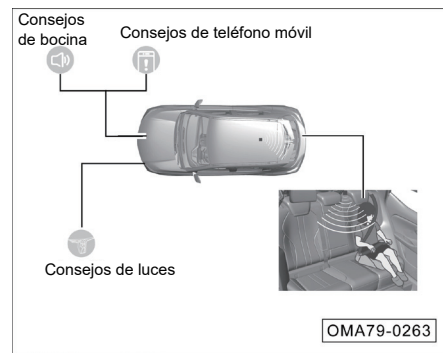 Consejos
de bocina
Consejos de teléfono móvil
Consejos de luces
OMA79-0263